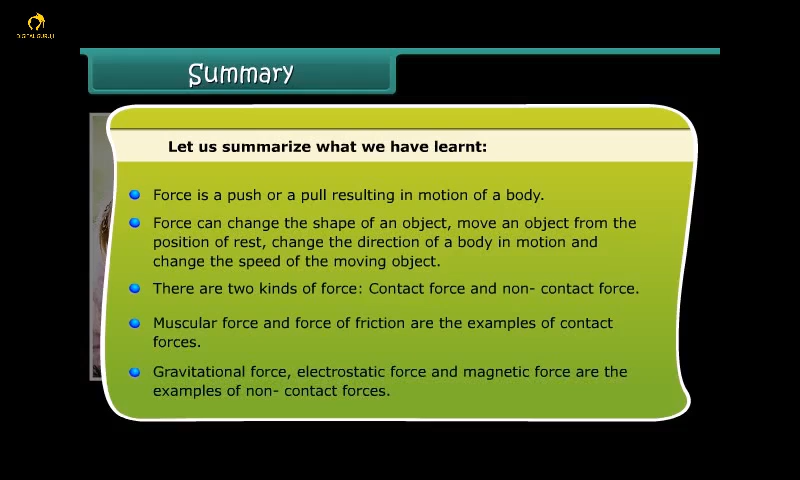 DIGITAL GURUJI
Summary
Let us summarize what we have learnt:
Force is a push or a pull resulting in motion of a body.
Force can change the shape of an object, move an object from the
position of rest, change the direction of a body in motion and
change the speed of the moving object.
There are two kinds of force: Contact force and non- contact force.
Muscular force and force of friction are the examples of contact
forces.
Gravitational force, electrostatic force and magnetic force are the
examples of non- contact forces.